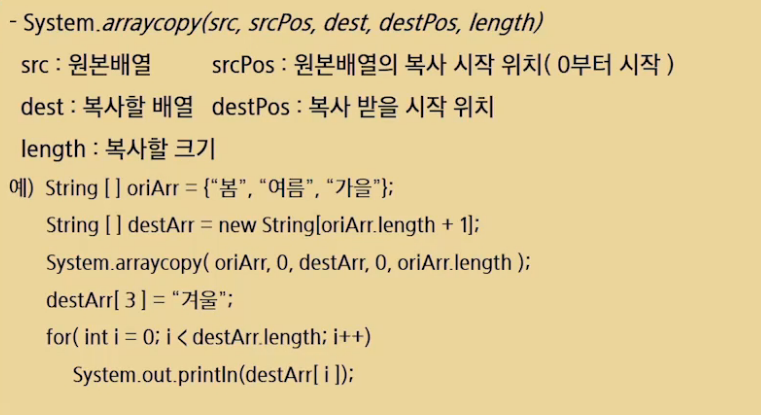 - System.arraycopy(src, srcPos, dest, destPos, length)
src : 원본배열 srcPos : 원본배열의 복사 시작 위치( 0부터 시작 )
dest : 복사할 배열 destPos : 복사 받을 시작 위치
length : 복사할 크기
예) String [ ] oriArr = {“봄”, “여름”, “가을”};
String [ ] destArr = new String[oriArr.length + 1];
System.arraycopy( oriArr, 0, destArr, 0, oriArr.length );
destArr[ 3 ] = “겨울”;
for( int i = 0; i < destArr.length; i++)
System.out.println(destArr[ i ]);